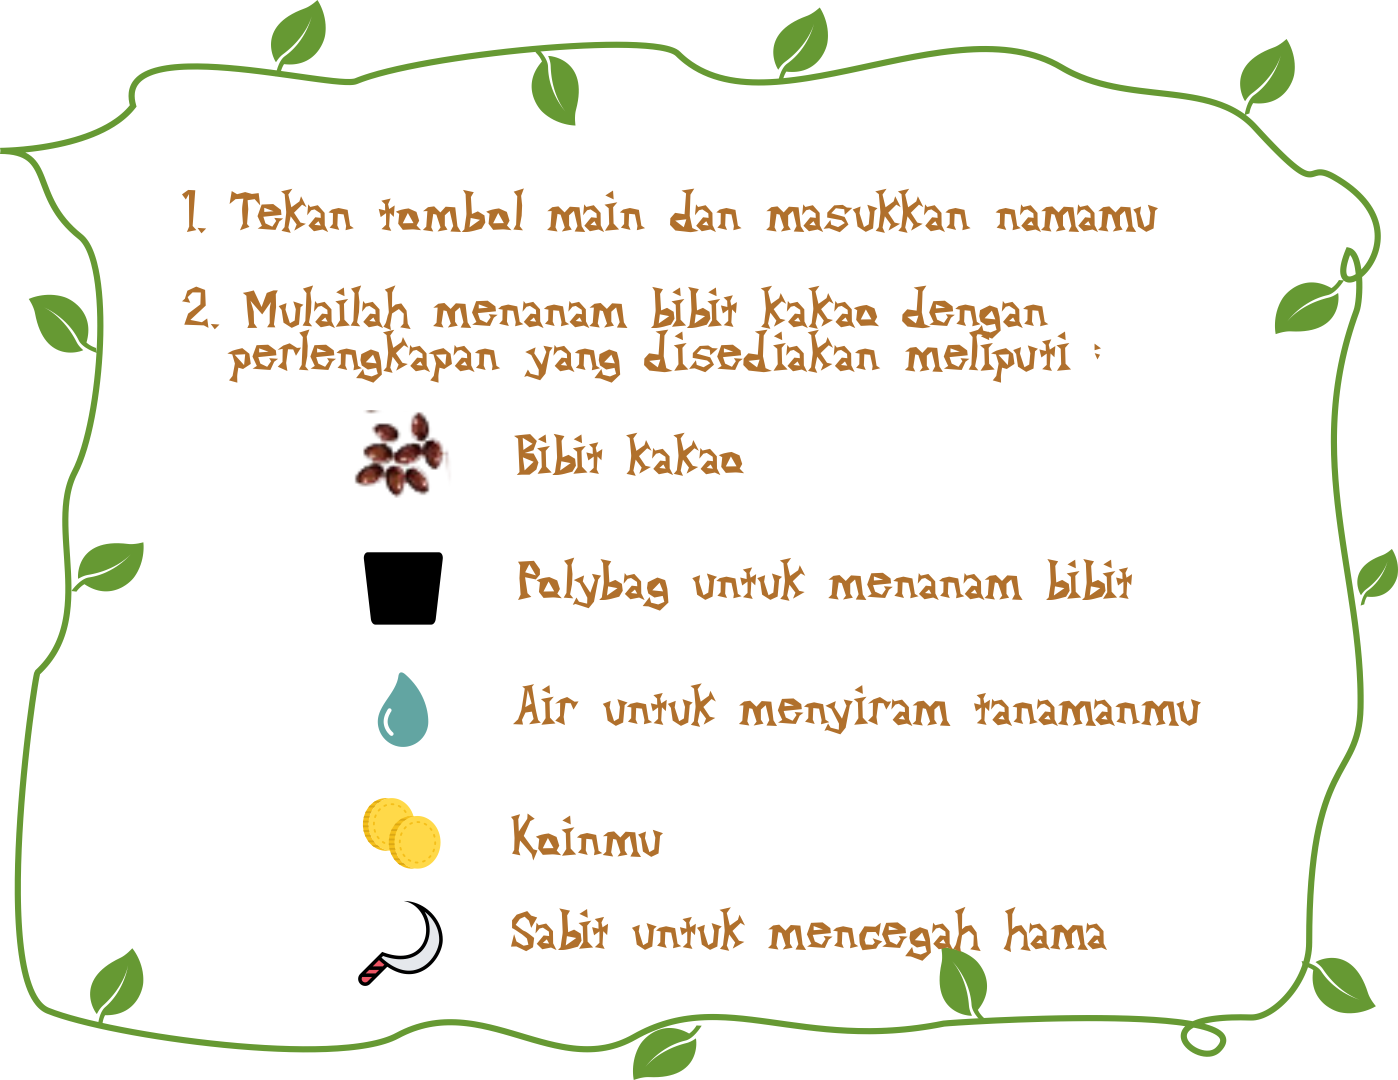 1. Tekan tombol main dan masukkan namamu
2. Mulailah menanam bibit kakao dengan
perlengkapan yang disediakan meliputi :
Bibit kakao
Polybag untuk menanam bibit
Air untuk menyiram tanamanmu
Koinmu
Sabit untuk mencegah hama